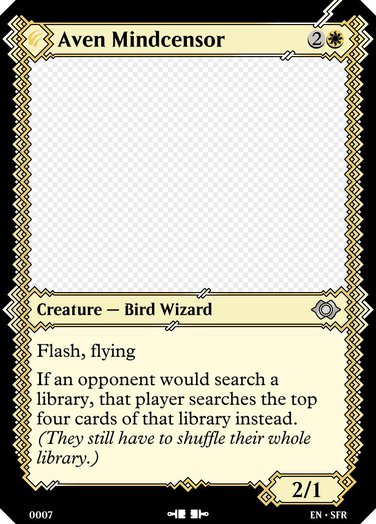 Aven Mindcensor 2
Creature — Bird Wizard
Flash, flying
If an opponent would search a
library, that player searches the top
four cards of that library instead.
(They still have to shuffle their whole
library.)
2/1
0007 EN • SFR